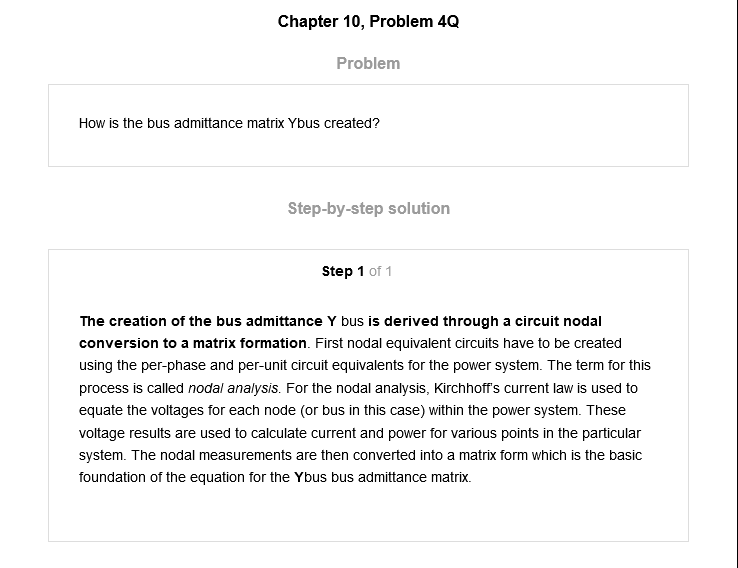 Chapter 10, Problem 4Q
Problem
How is the bus admittance matrix Ybus created?
Step-by-step solution
Step 1 of 1
The creation of the bus admittance Y bus is derived through a circuit nodal
conversion to a matrix formation. First nodal equivalent circuits have to be created
using the per-phase and per-unit circuit equivalents for the power system. The term for this
process is called nodal analysis. For the nodal analysis, Kirchhoff's current law is used to
equate the voltages for each node (or bus in this case) within the power system. These
voltage results are used to calculate current and power for various points in the particular
system. The nodal measurements are then converted into a matrix form which is the basic
foundation of the equation for the Ybus bus admittance matrix.